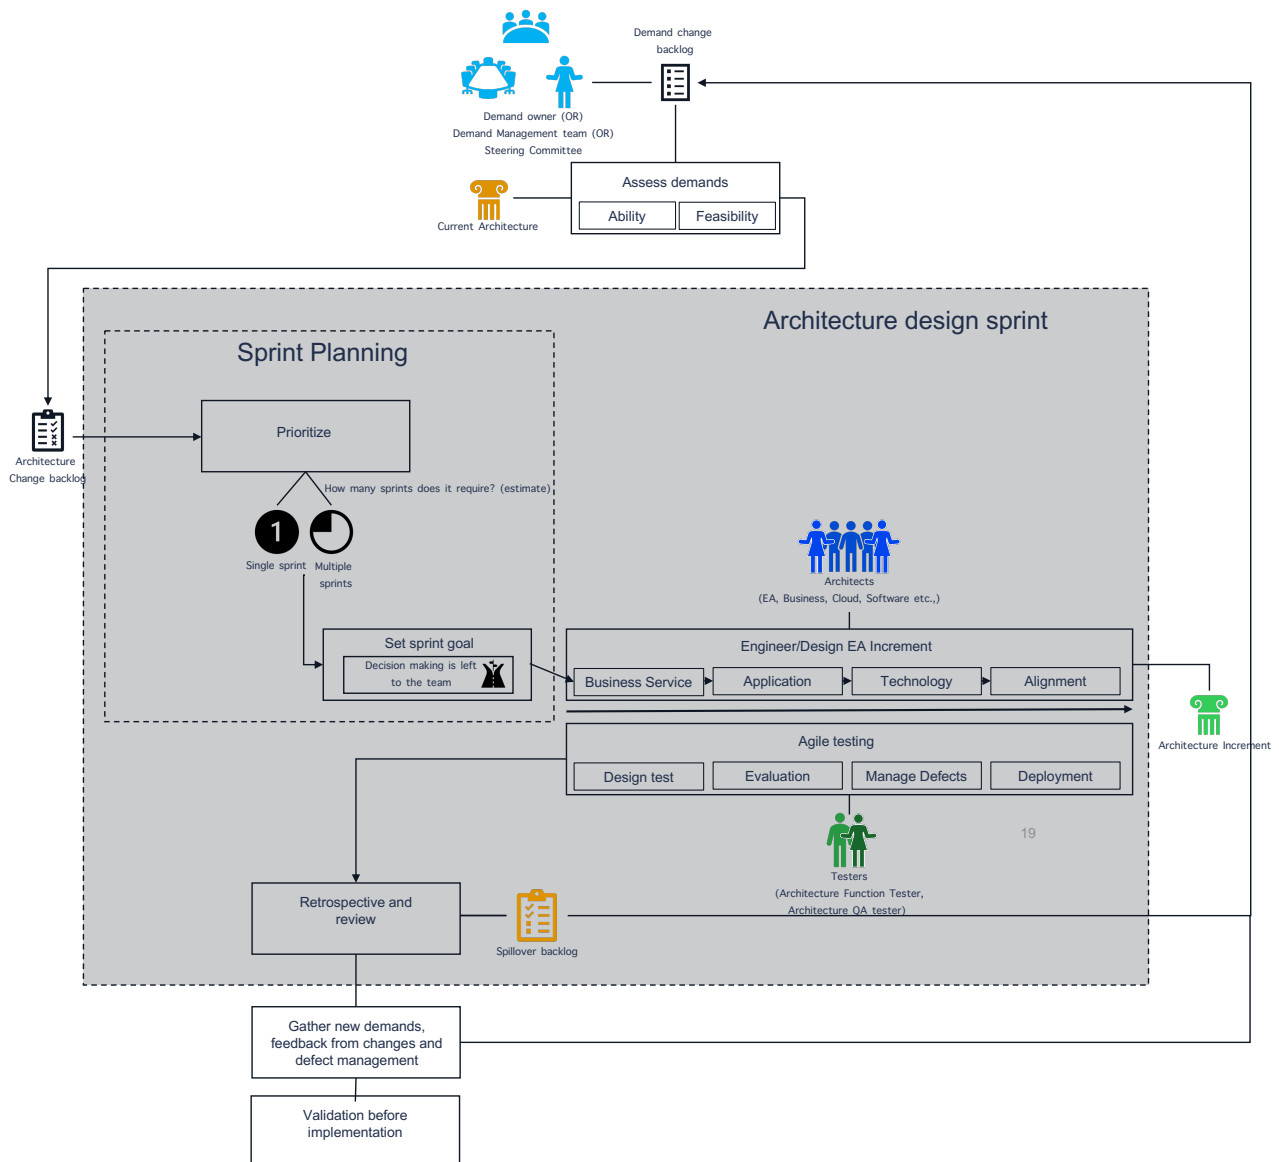 Demand change
backlog
Demand owner (OR)
Demand Management team (OR)
Steering Committee
Assess demands
Ability
Feasibility
Current Architecture
Architecture design sprint
Sprint Planning
Prioritize
Architecture
Change backlog
How many sprints does it require? (estimate)
1
Single sprint
Multiple
sprints
Architects
(EA, Business, Cloud, Software etc.,)
Set sprint goal
Decision making is left
to the team
Engineer/Design EA Increment
Business Service
Application
Technology
Alignment
Architecture Increment
Agile testing
Design test
Evaluation
Manage Defects
Deployment
19
Testers
(Architecture Function Tester,
Architecture QA tester)
Retrospective and
review
Spillover backlog
Gather new demands,
feedback from changes and
defect management
Validation before
implementation